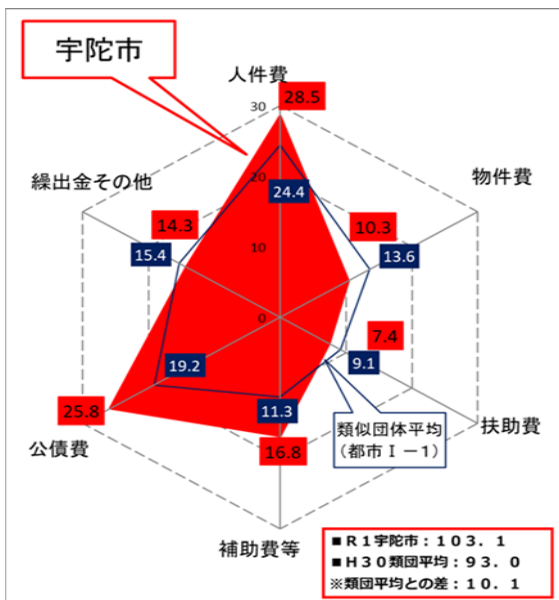 宇陀市
人件費
30
28.5
繰出金その他
物件費
20
24.4
14.3
10.3
15.4
13.6
10
0
7.4
9.1
19.2
11.3
25.8
16.8
類似団体平均
(都市Ⅰ-1)
扶助費
公債費
補助費等
■R1宇陀市:103.1
■H30類団平均:93.0
※類団平均との差:10.1